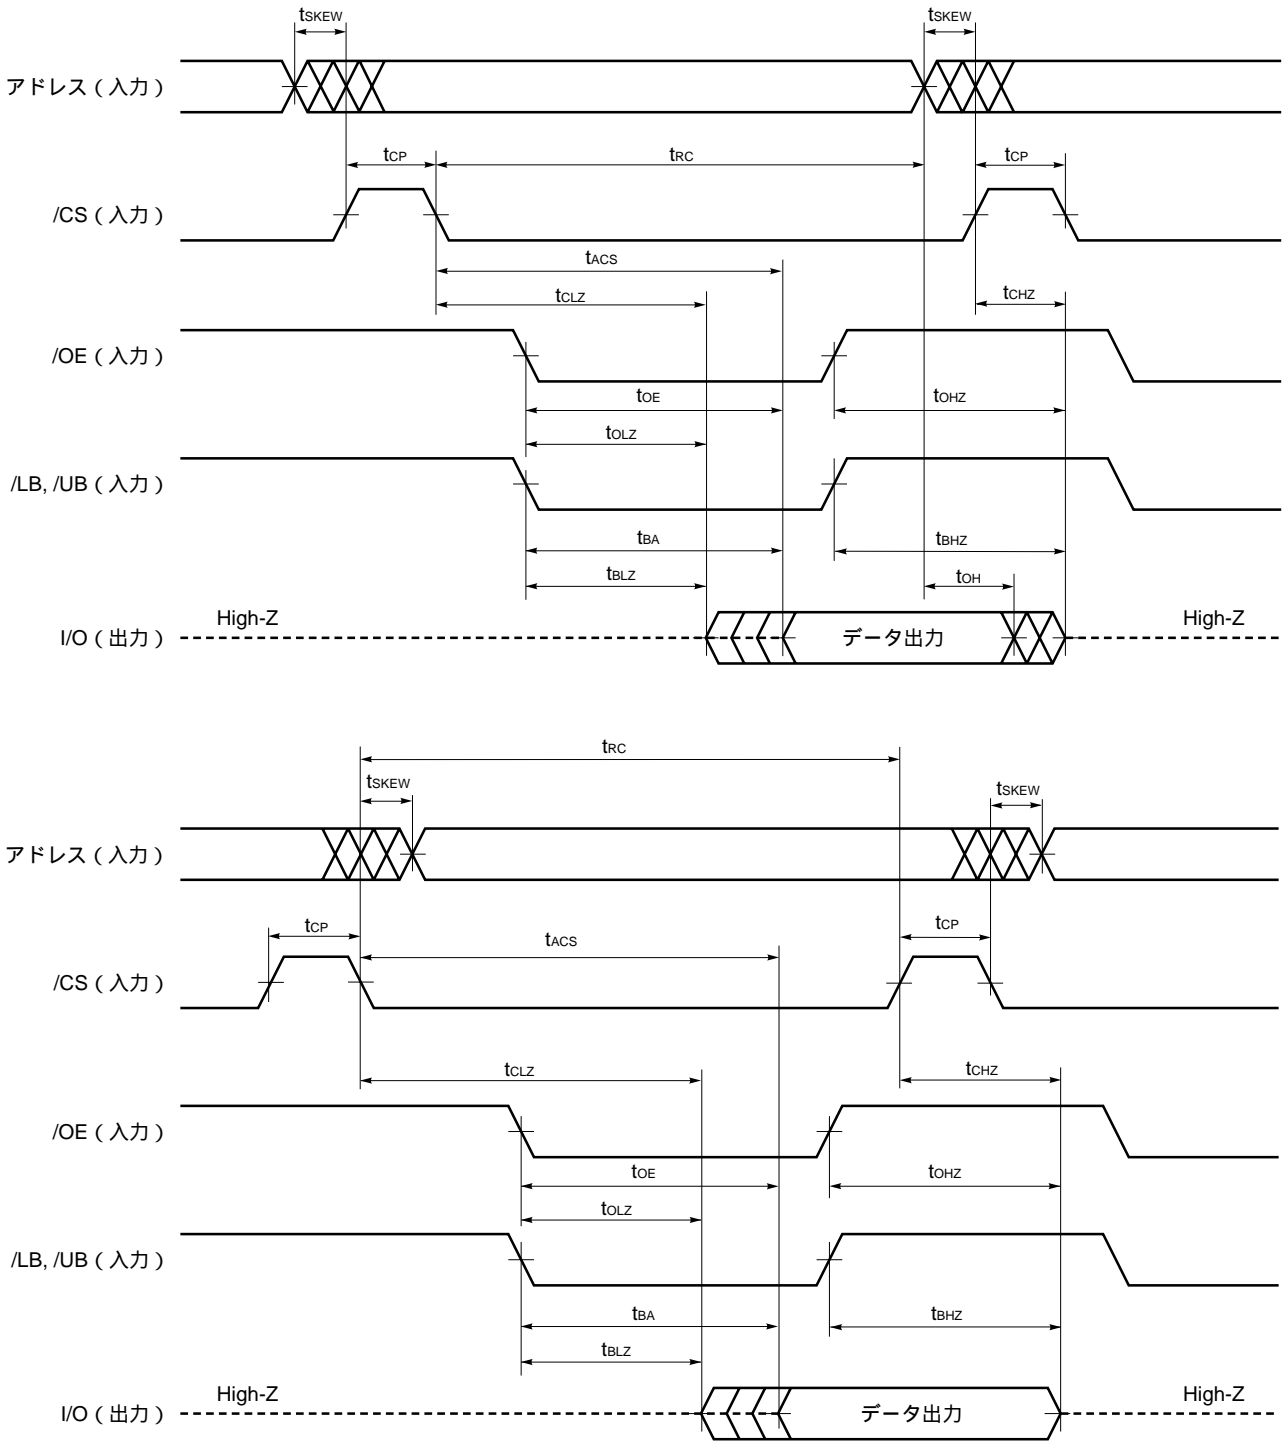 tSKEW tSKEW
アドレス（入力）
tCP tRC tCP
/CS（入力）
tACS
tCLZ tCHZ
/OE（入力）
tOE tOHZ
tOLZ
/LB, /UB（入力）
tBA tBHZ
tBLZ tOH
High-Z High-Z
I/O（出力） データ出力
tRC
tSKEW tSKEW
アドレス（入力）
tCP tACS tCP
/CS（入力）
tCLZ tCHZ
/OE（入力）
tOE tOHZ
tOLZ
/LB, /UB（入力）
tBA tBHZ
tBLZ
High-Z High-Z
I/O（出力） データ出力